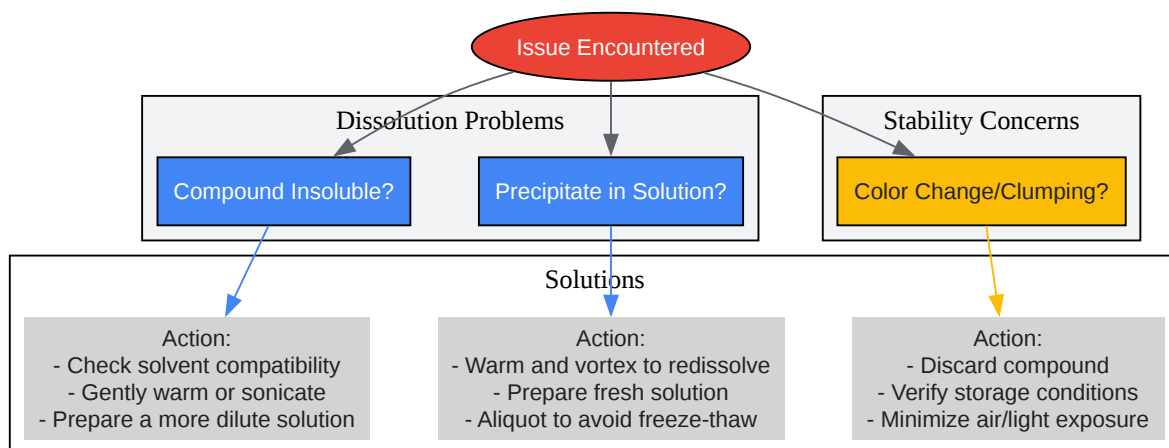 Issue Encountered
Dissolution Problems
Stability Concerns
Compound Insoluble?
Precipitate in Solution?
Color Change/Clumping?
Solutions
Action:
- Check solvent compatibility
- Gently warm or sonicate
- Prepare a more dilute solution
Action:
- Warm and vortex to redissolve
- Prepare fresh solution
- Aliquot to avoid freeze-thaw
Action:
- Discard compound
- Verify storage conditions
- Minimize air/light exposure